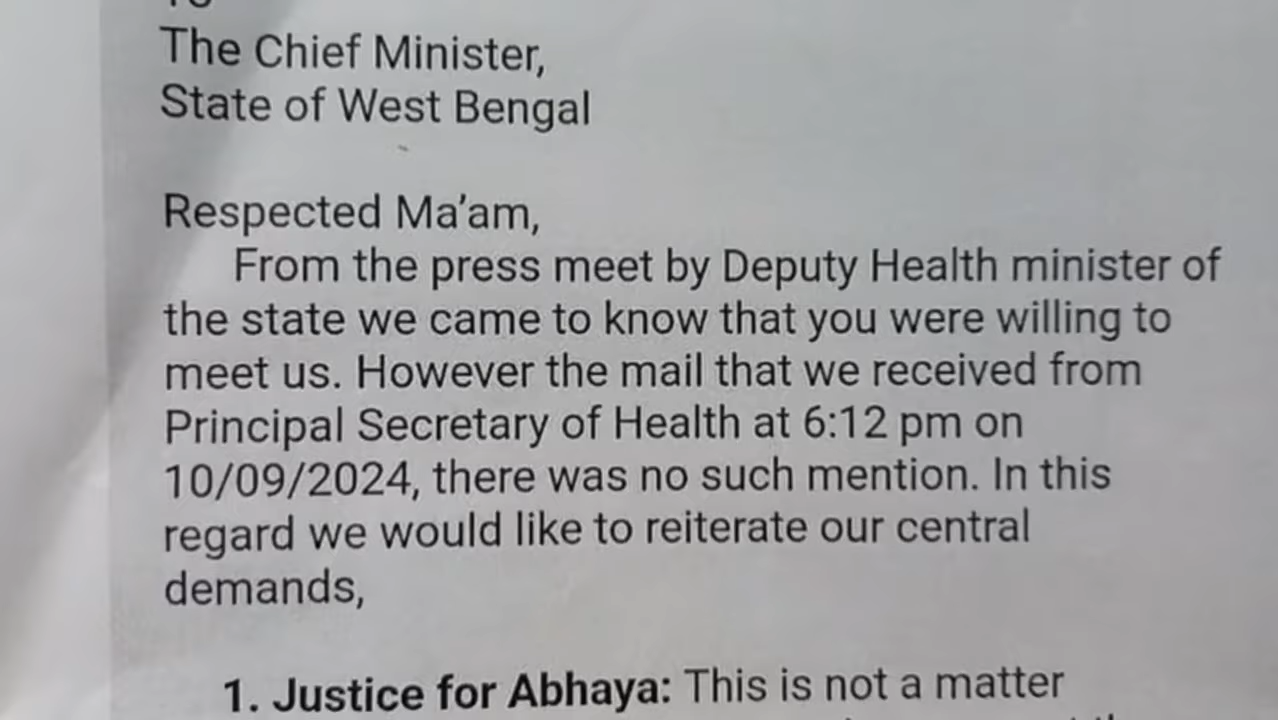 To
The Chief Minister,
State of West Bengal
Respected Ma'am,
From the press meet by Deputy Health minister of
the state we came to know that you were willing to
meet us. However the mail that we received from
Principal Secretary of Health at 6:12 pm on
10/09/2024, there was no such mention. In this
regard we would like to reiterate our central
demands,
1. Justice for Abhaya: This is not a matter